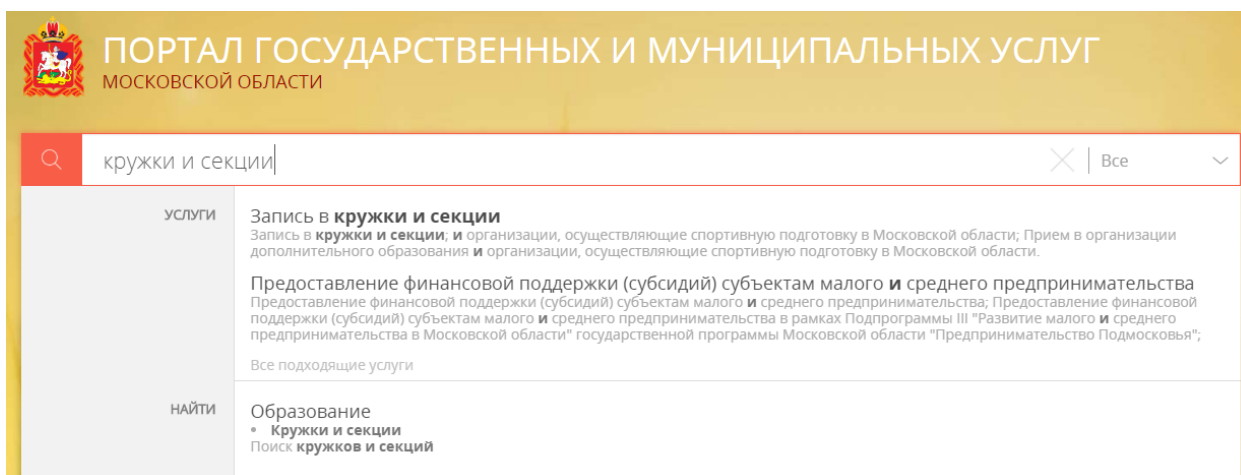 ПОРТАЛ ГОСУДАРСТВЕННЫХ И МУНИЦИПАЛЬНЫХ УСЛУГ
МОСКОВСКОЙ ОБЛАСТИ
кружки и секции
Все
УСЛУГИ
Запись в кружки и секции
Запись в кружки и секции; и организации, осуществляющие спортивную подготовку в Московской области; Прием в организации
дополнительного образования и организации, осуществляющие спортивную подготовку в Московской области.
Предоставление финансовой поддержки (субсидий) субъектам малого и среднего предпринимательства
Предоставление финансовой поддержки (субсидий) субъектам малого и среднего предпринимательства; Предоставление финансовой
поддержки (субсидий) субъектам малого и среднего предпринимательства в рамках Подпрограммы III "Развитие малого и среднего
предпринимательства в Московской области" государственной программы Московской области "Предпринимательство Подмосковья";
Все подходящие услуги
НАЙТИ
Образование
• Кружки и секции
Поиск кружков и секций